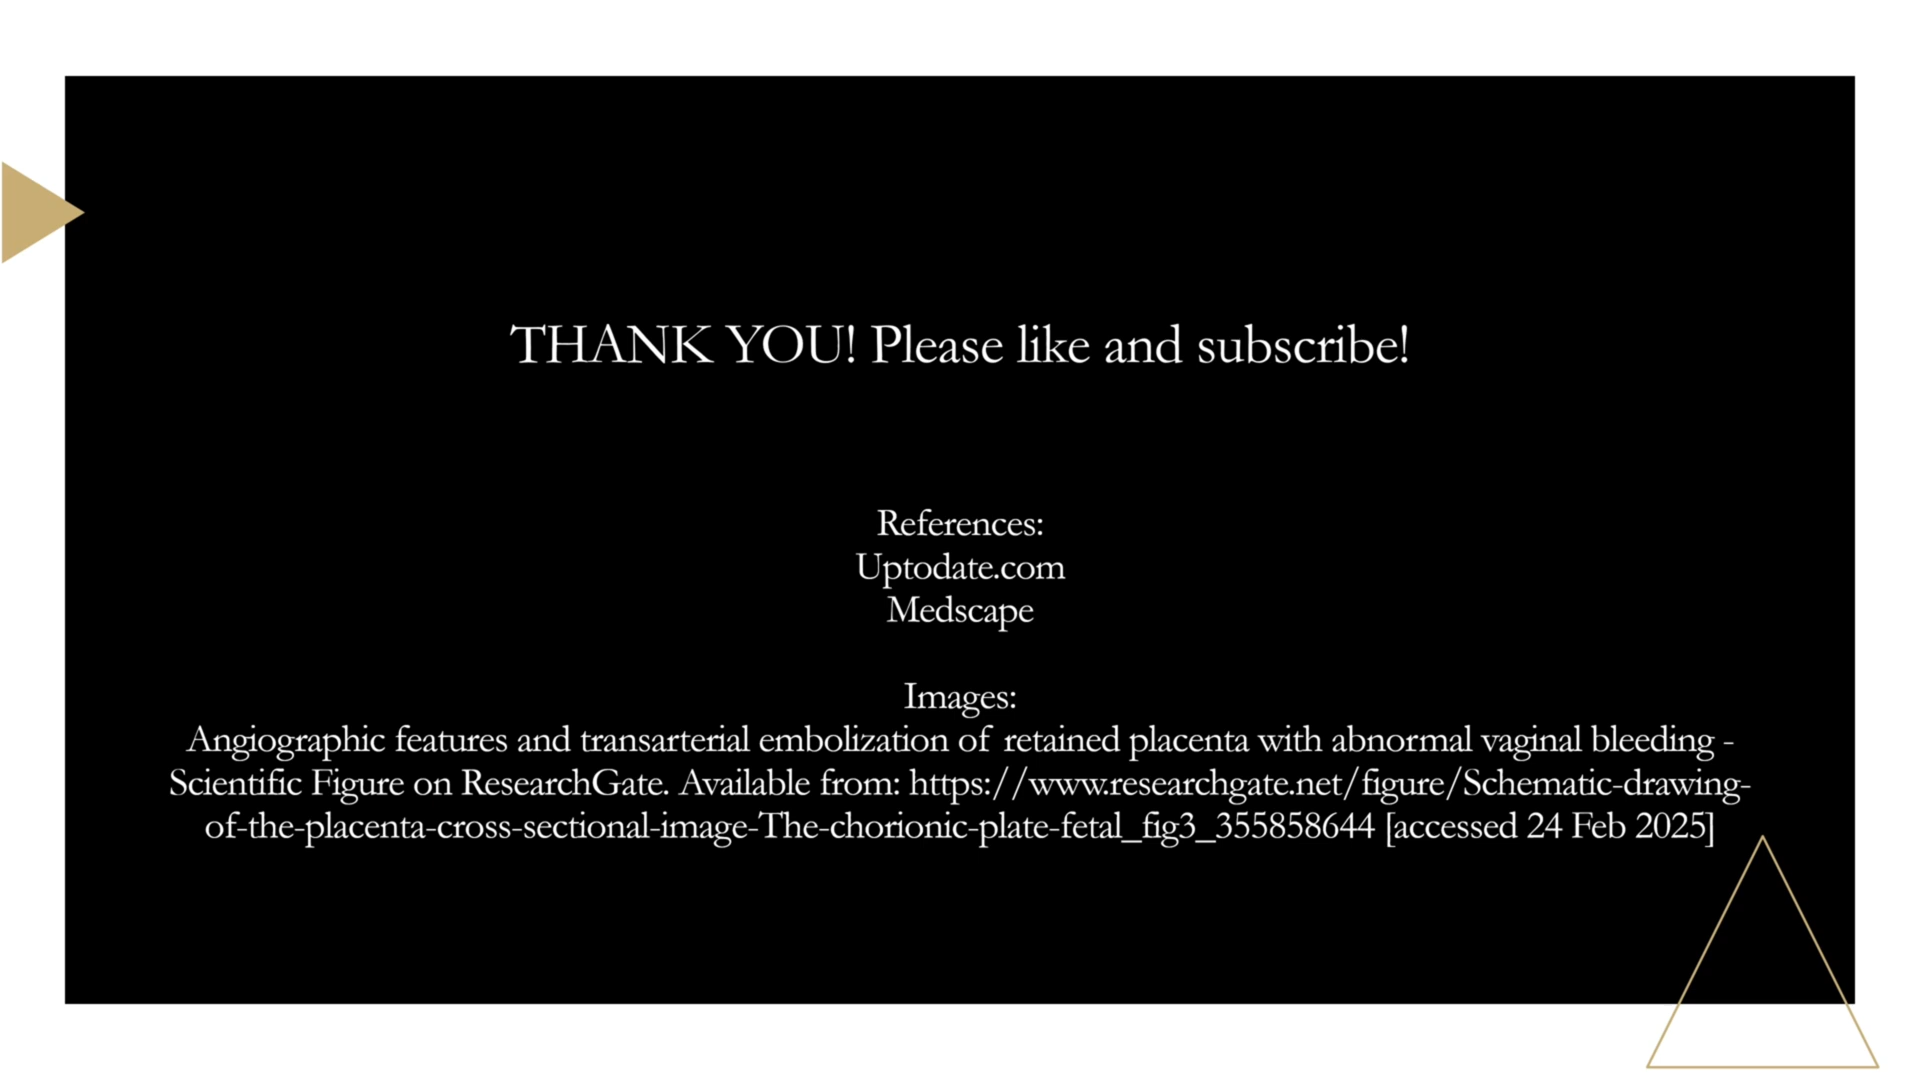 THANK YOU! Please like and subscribe!
References:
Uptodate.com
Medscape
Images:
Angiographic features and transarterial embolization of retained placenta with abnormal vaginal bleeding -
Scientific Figure on ResearchGate. Available from: https://www.researchgate.net/figure/Schematic-drawing-
of-the-placenta-cross-sectional-image-The-chorionic-plate-fetal_fig3_355858644 [accessed 24 Feb 2025]